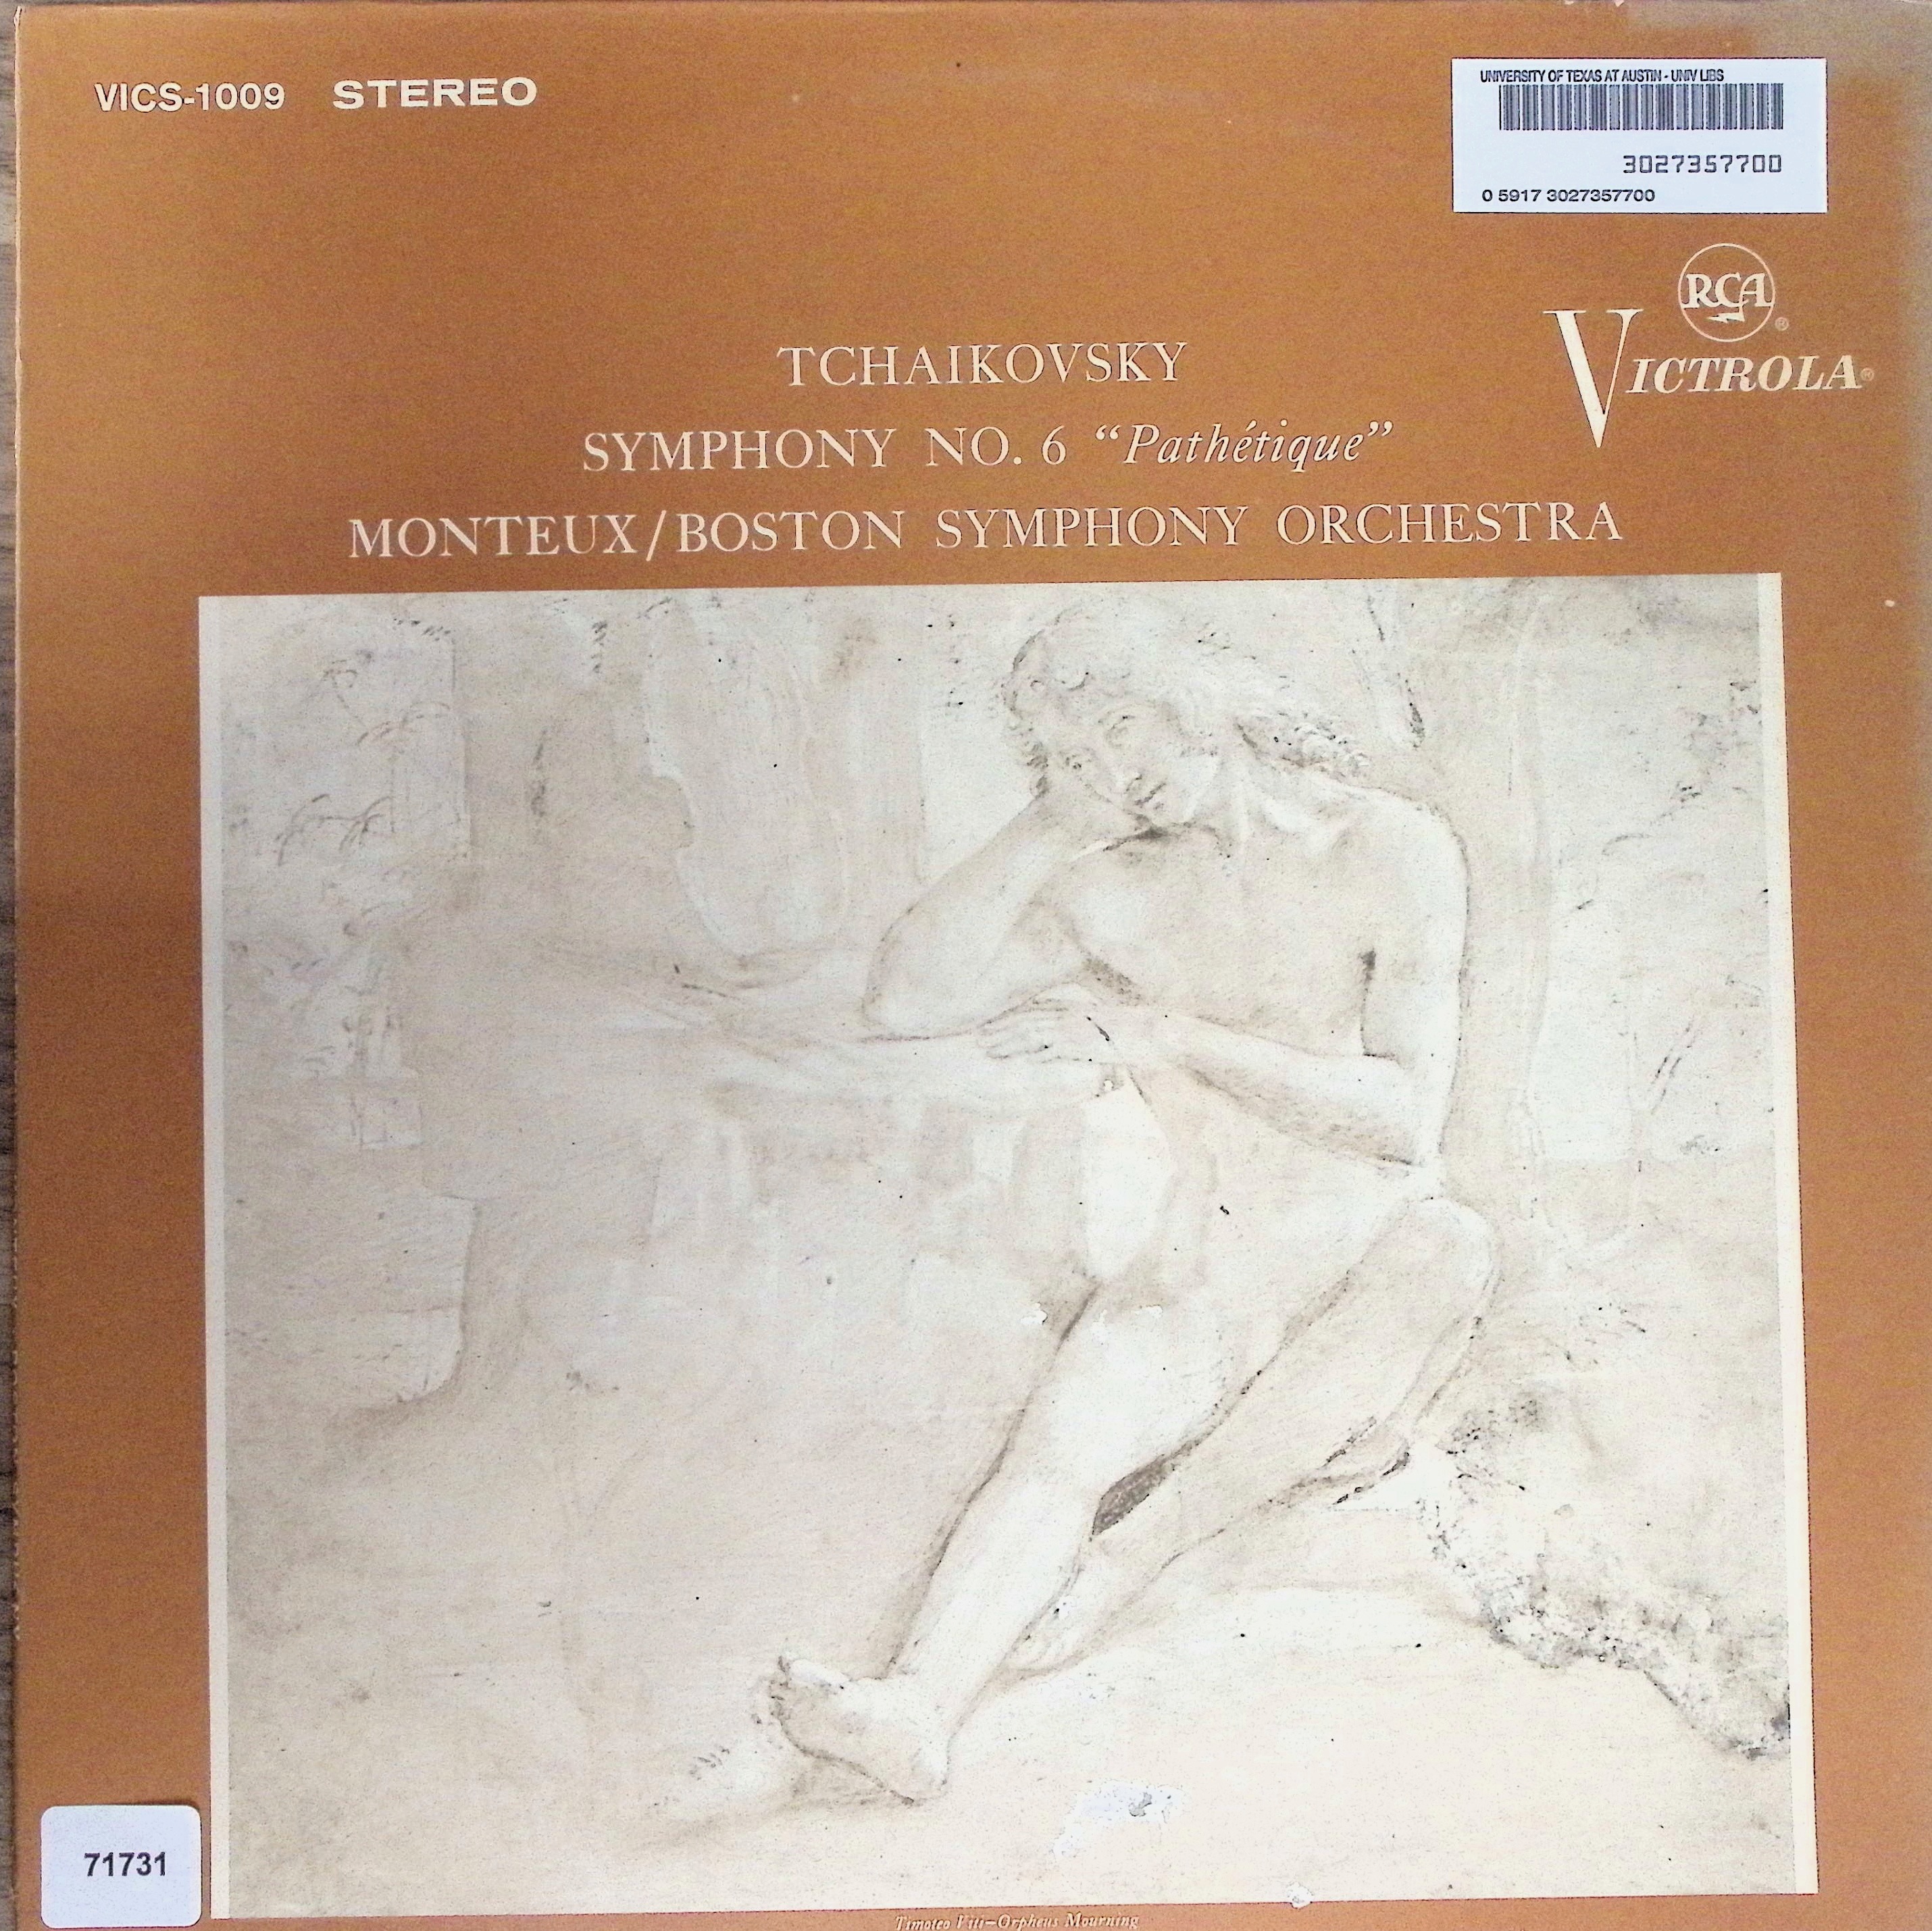 VICS-1009 STEREO
UNIVERSITY OF TEXAS AT AUSTIN - UNIV LIBS
3027357700
0 5917 3027357700
RCA
VICTROLA
TCHAIKOVSKY
SYMPHONY NO. 6 “Pathétique”
MONTEUX/BOSTON SYMPHONY ORCHESTRA
71731
Timoteo Viti—Orpheus Mourning